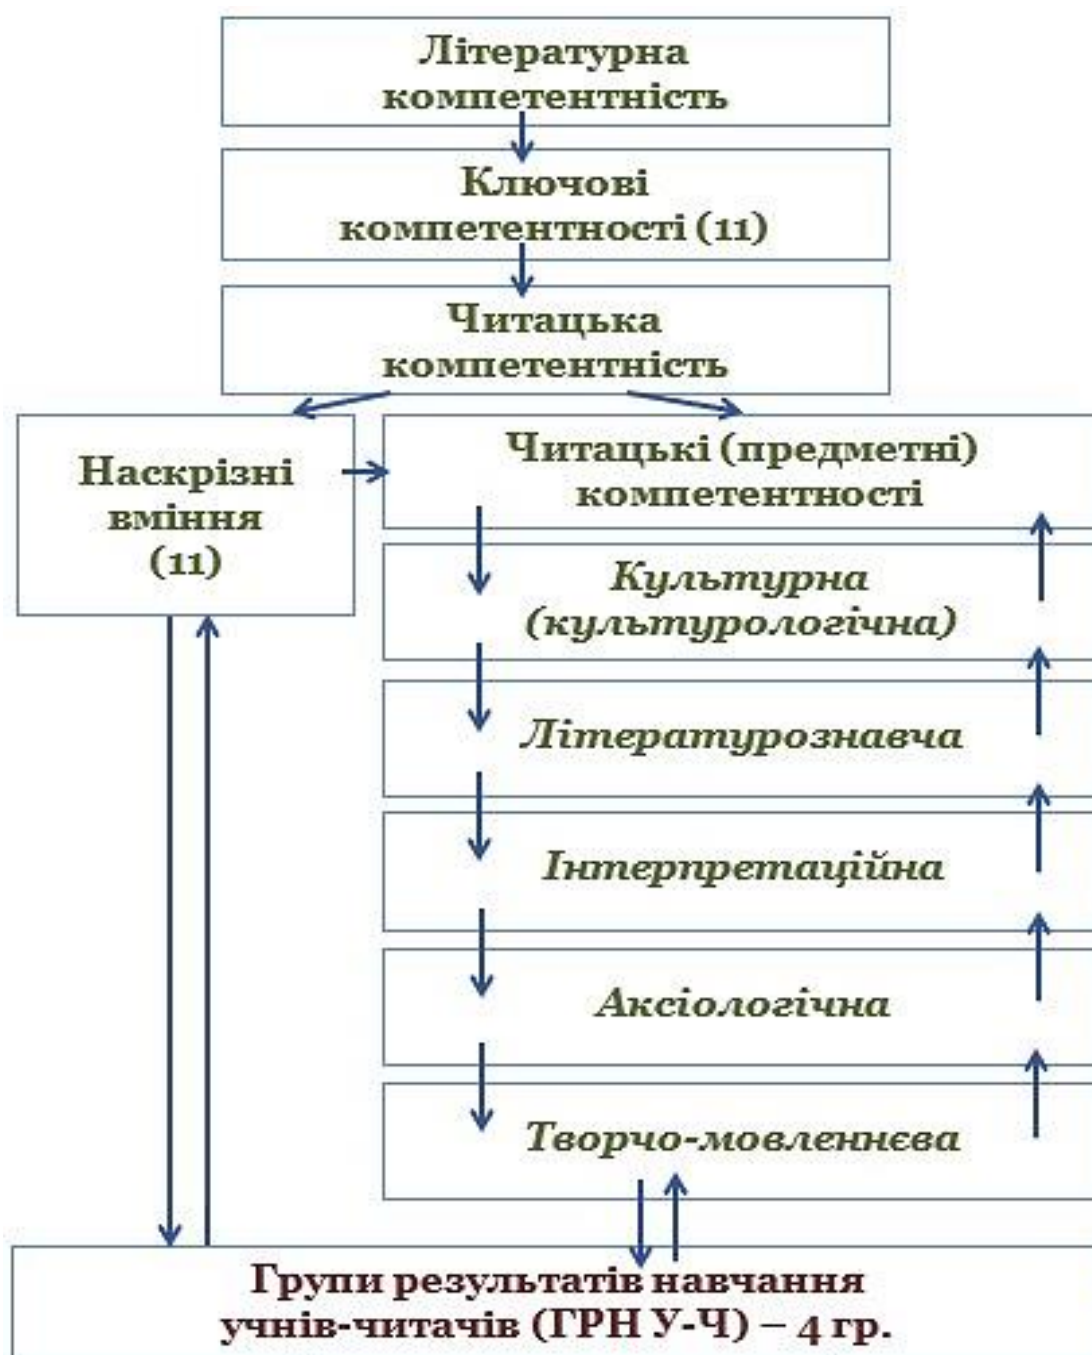 Літературна
компетентність
Ключові
компетентності (11)
Читацька
компетентність
Наскрізні
вміння
(11)
Читацькі (предметні)
компетентності
Культурна
(культурологічна)
Літературознавча
Інтерпретаційна
Аксіологічна
Творчо-мовленнєва
Групи результатів навчання
учнів-читачів (ГРН У-Ч) – 4 гр.